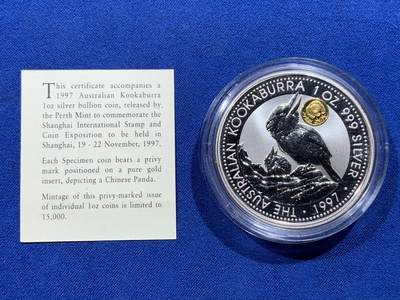 This certificate accompanies a
1997 Australian Kookaburra
1oz silver bullion coin, released by
the Perth Mint to commemorate the
Shanghai International Stamp and
Coin Exposition to be held in
Shanghai, 19 - 22 November, 1997.
Each Specimen coin bears a privy
mark positioned on a pure gold
insert, depicting a Chinese Panda.
Mintage of this privy-marked issue
of individual 1oz coins is limited to
15,000.
THE AUSTRALIAN KOOKABURRA 1 OZ 999 SILVER · 1997 ·